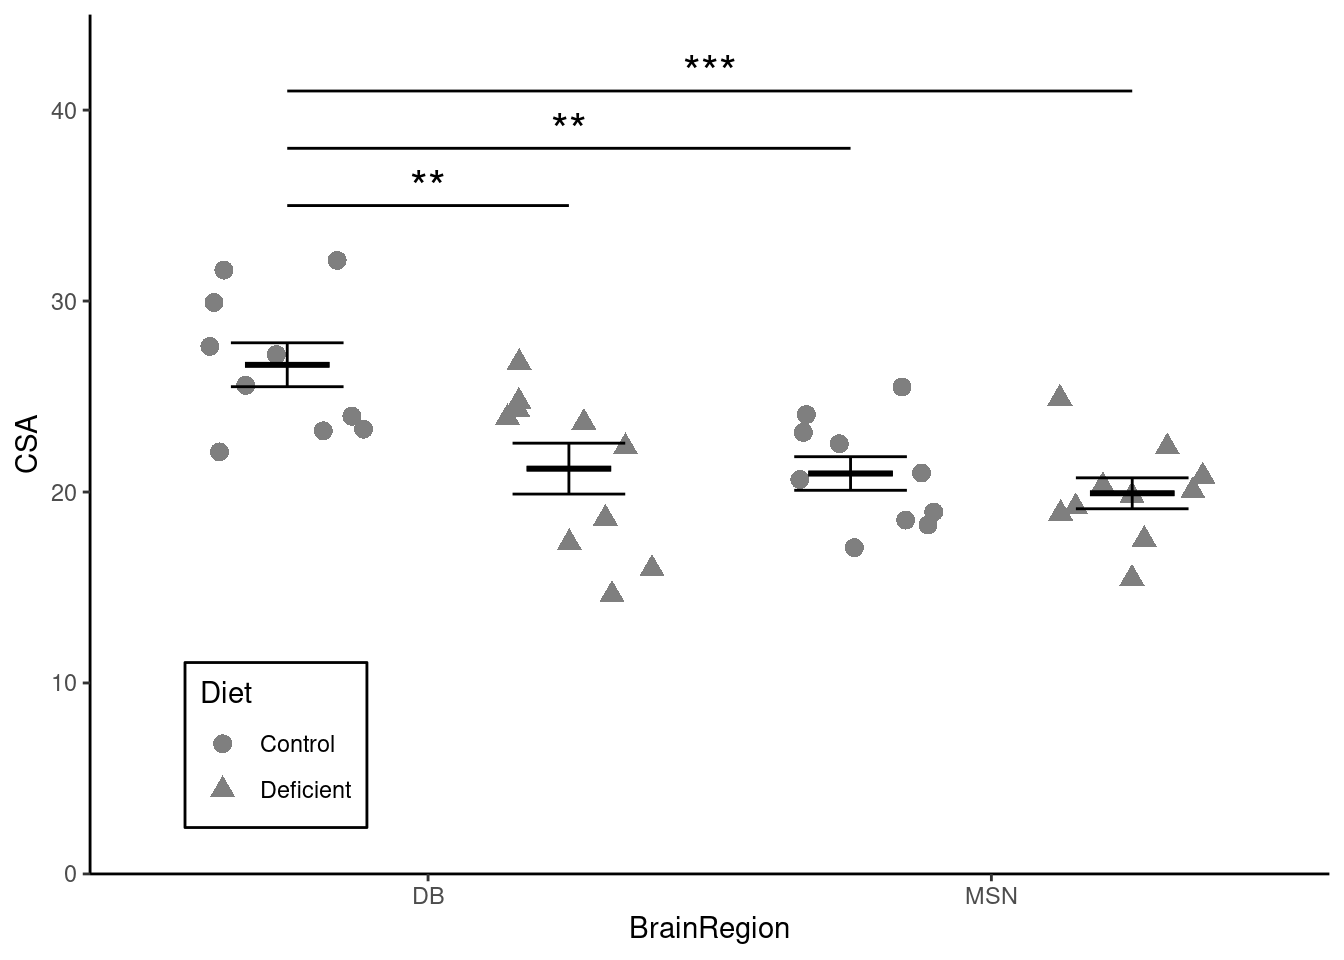 ***
40
**
**
30
CSA
20
10
Diet
Control
Deficient
0
DB MSN
BrainRegion